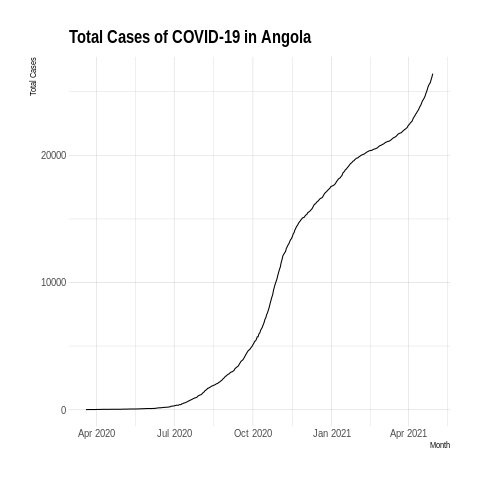 Total Cases of COVID-19 in Angola
Total Cases
20000
10000
0
Apr 2020 Jul 2020 Oct 2020 Jan 2021 Apr 2021
Month